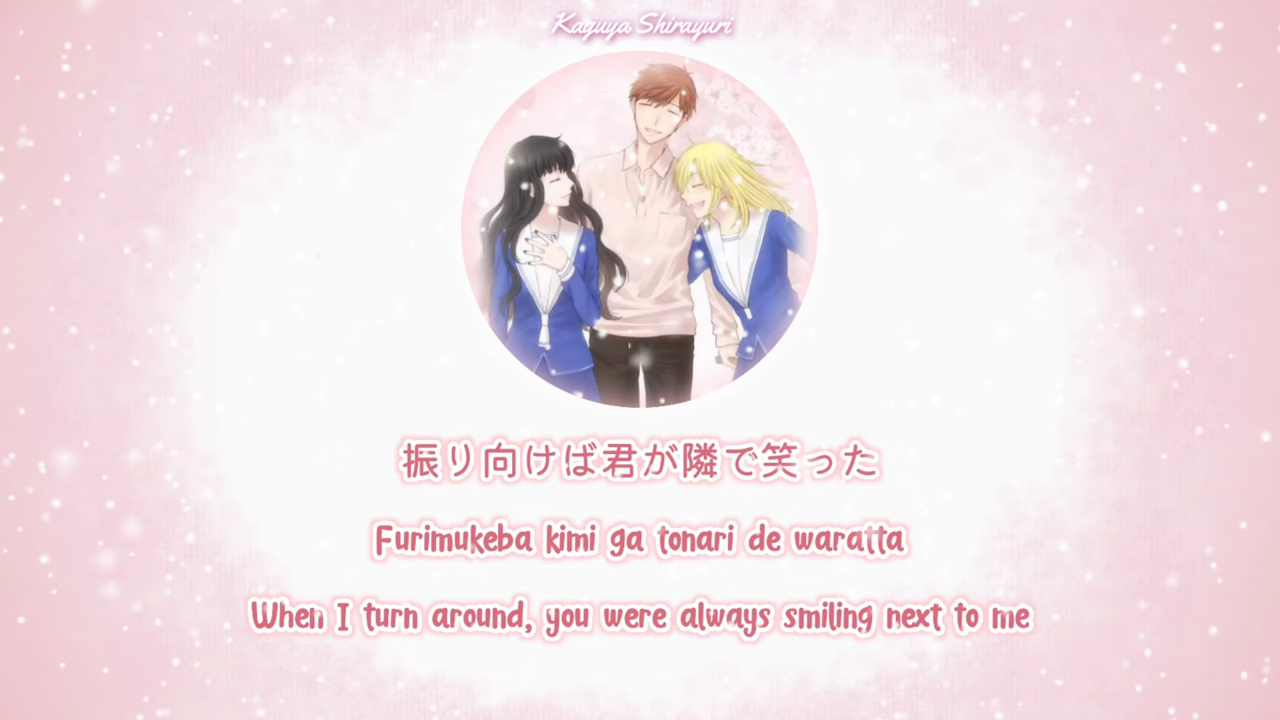 Kaguya Shirayuri
振り向けば君が隣で笑った
Furimukeba kimi ga tonari de waratta
When I turn around, you were always smiling next to me